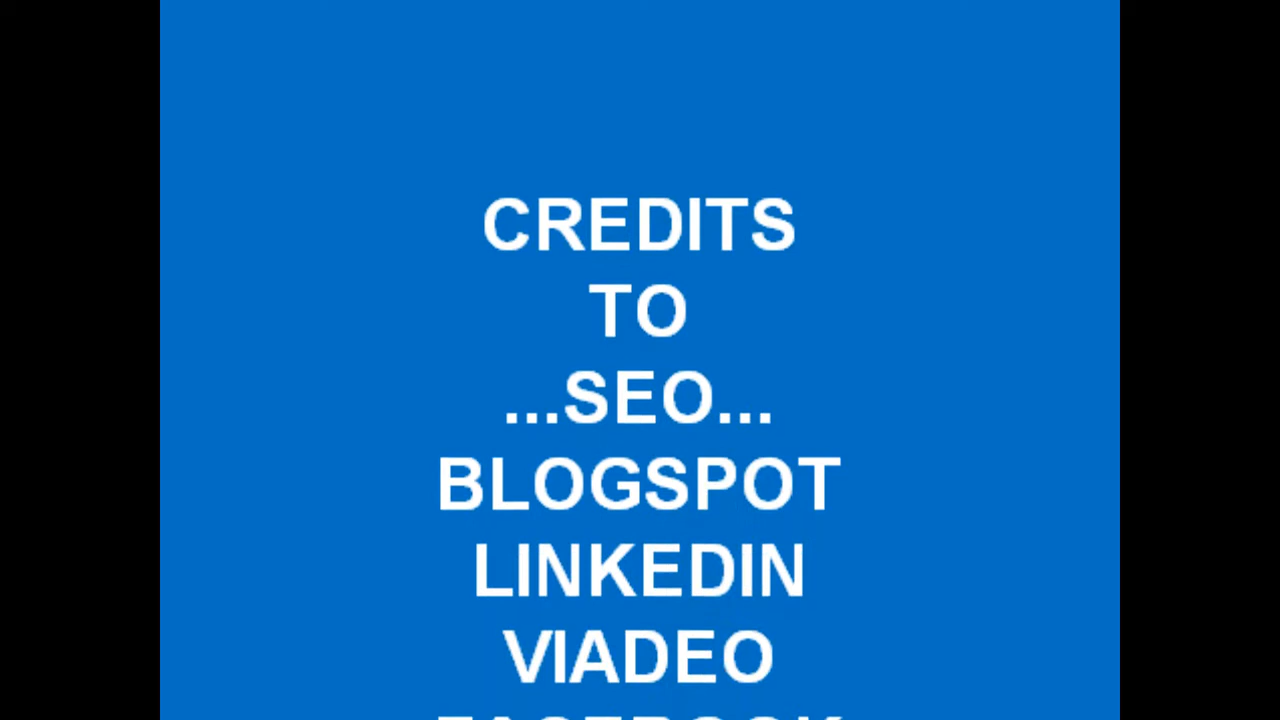 CREDITS
TO
...SEO...
BLOGSPOT
LINKEDIN
VIADEO